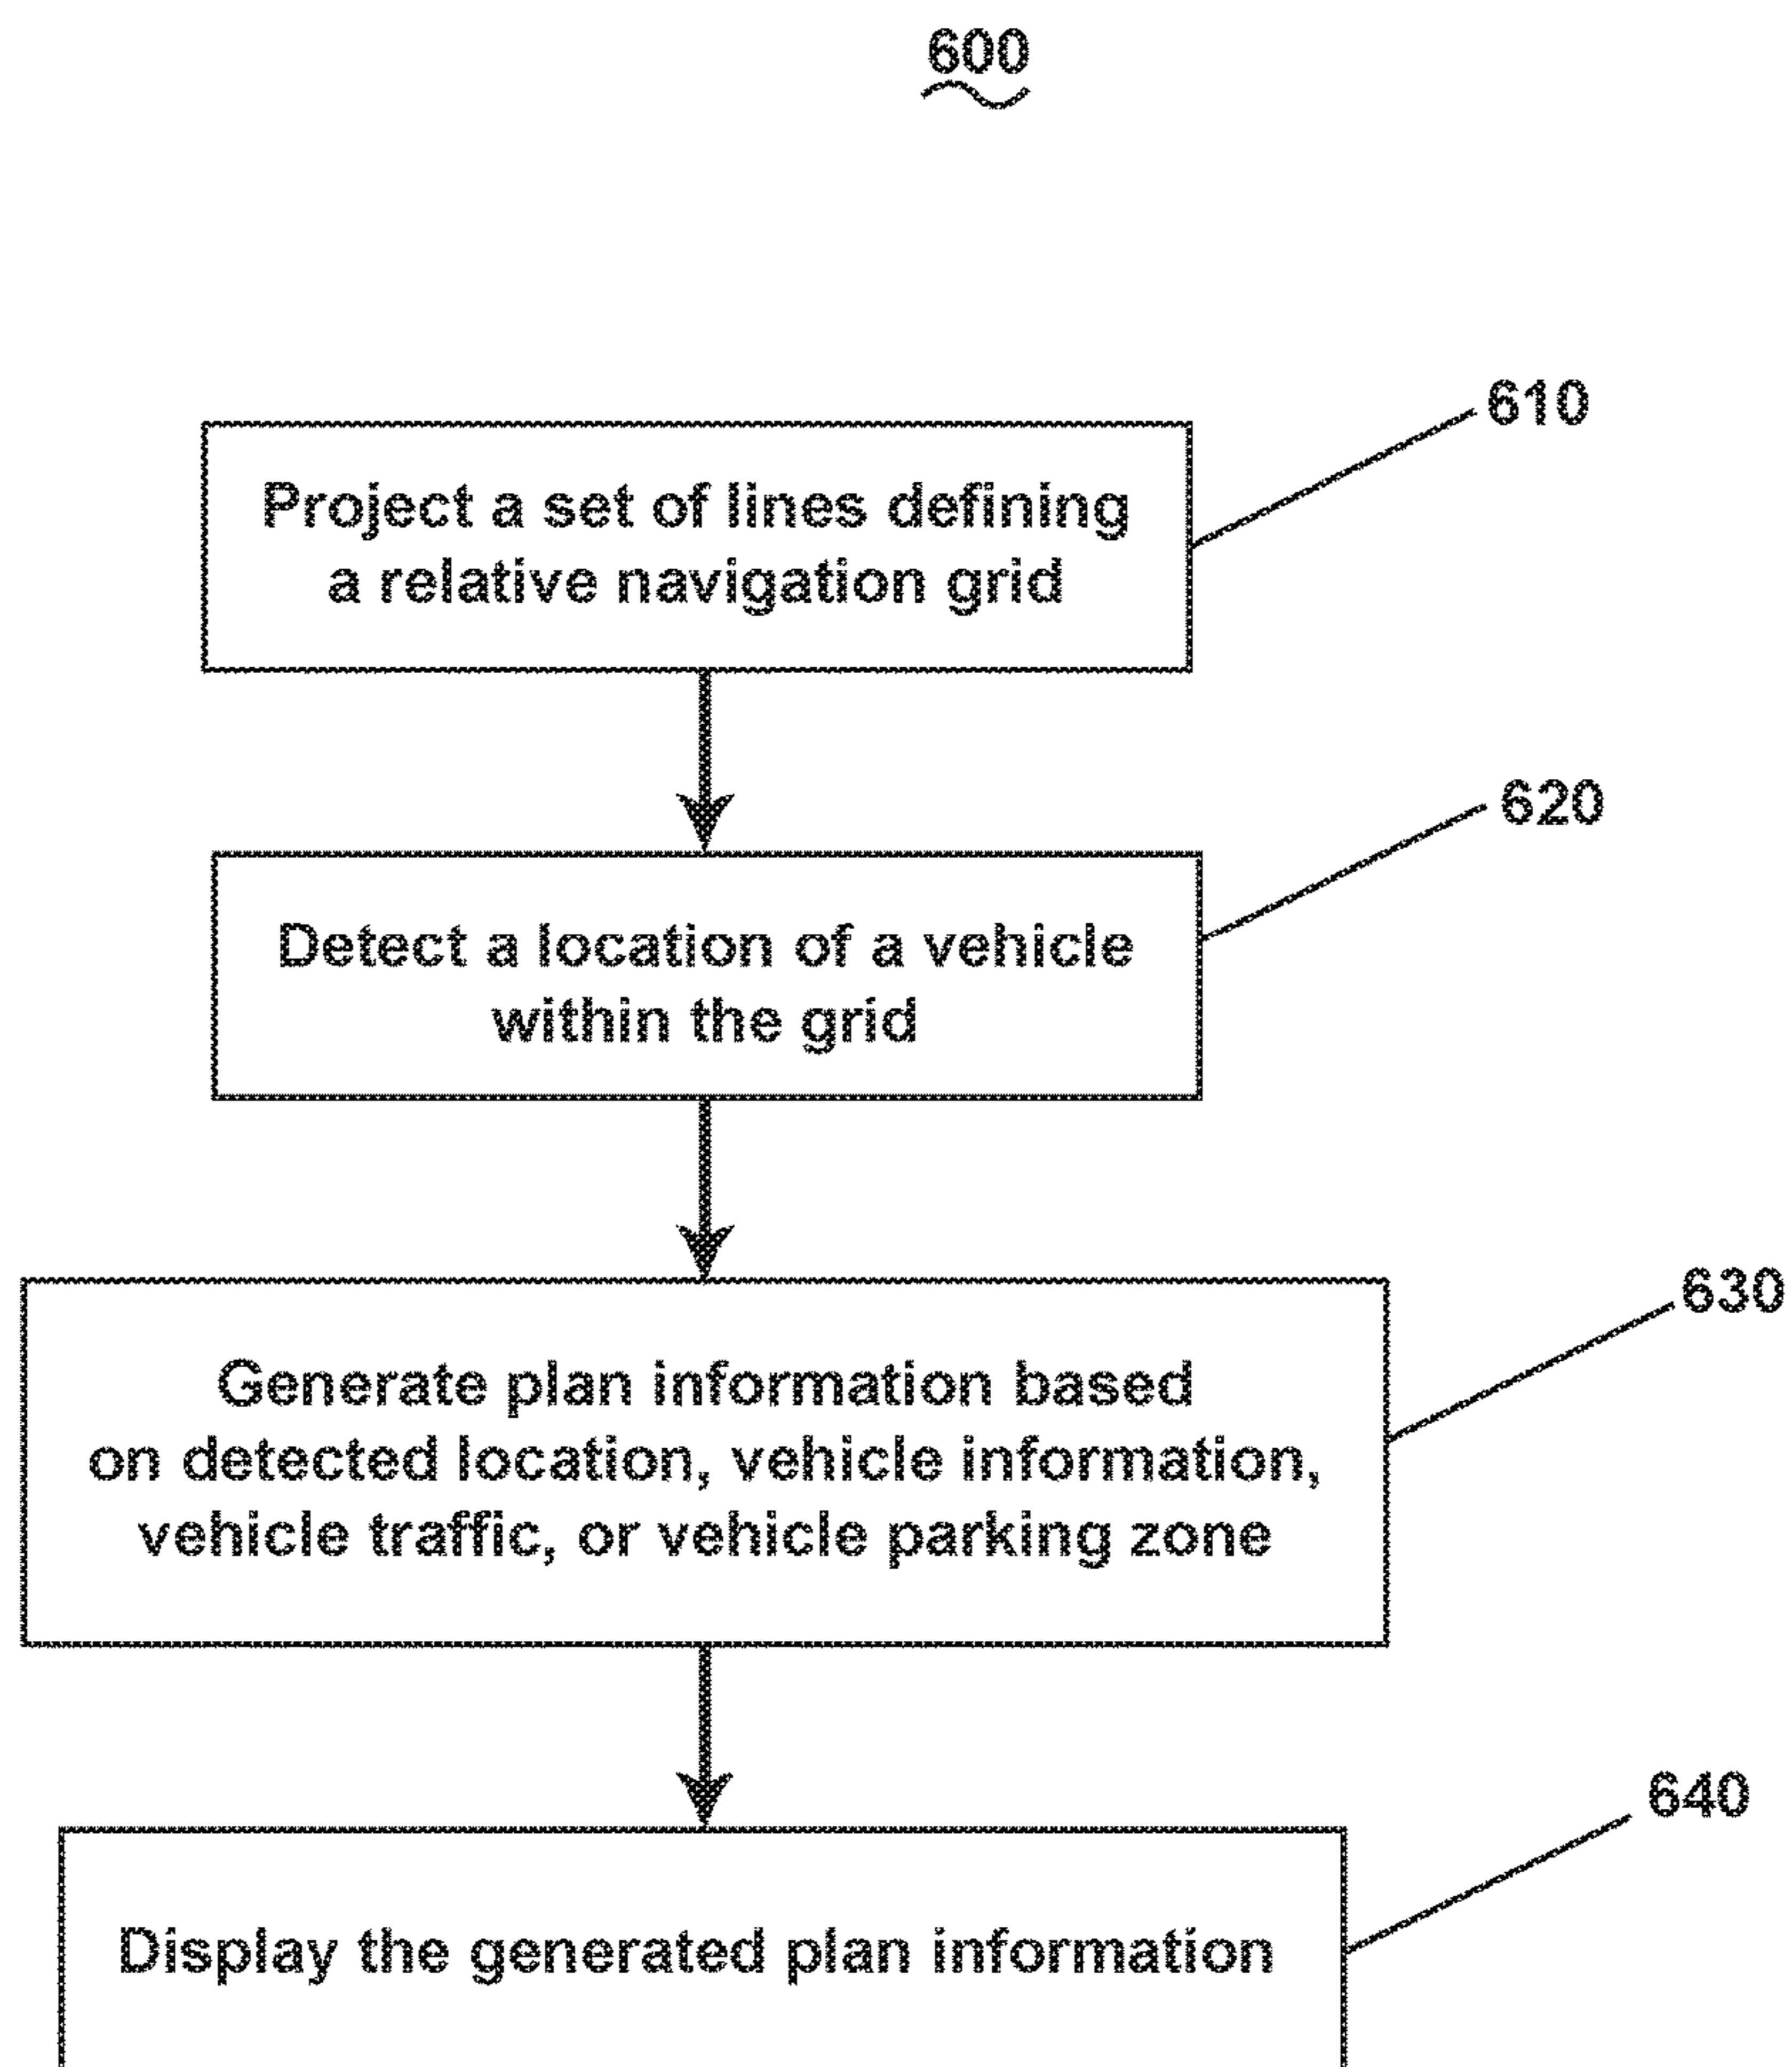 600
610
Project a set of lines defining
a relative navigation grid
620
Detect a location of a vehicle
within the grid
630
Generate plan information based
on detected location, vehicle information,
vehicle traffic, or vehicle parking zone
640
Display the generated plan information